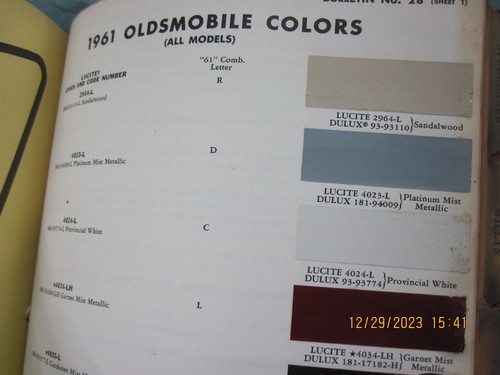 BULLETIN No. 28 (SHEET 1)
1961 OLDSMOBILE COLORS
(ALL MODELS)
LUCITE®
AND CODE NUMBER
"61" Comb.
Letter
2964-L
Sandalwood
R
LUCITE 2964-L
DULUX® 93-93110
Sandalwood
4023-L
Platinum Mist Metallic
D
LUCITE 4023-L
DULUX 181-94009
Platinum Mist
Metallic
4024-L
Provincial White
C
LUCITE 4024-L
DULUX 93-93774
Provincial White
★4034-LH
Garnet Mist Metallic
L
LUCITE ★4034-LH
DULUX 181-17182-H
Garnet Mist
Metallic
Cordovan Mist
12/29/2023 15:41